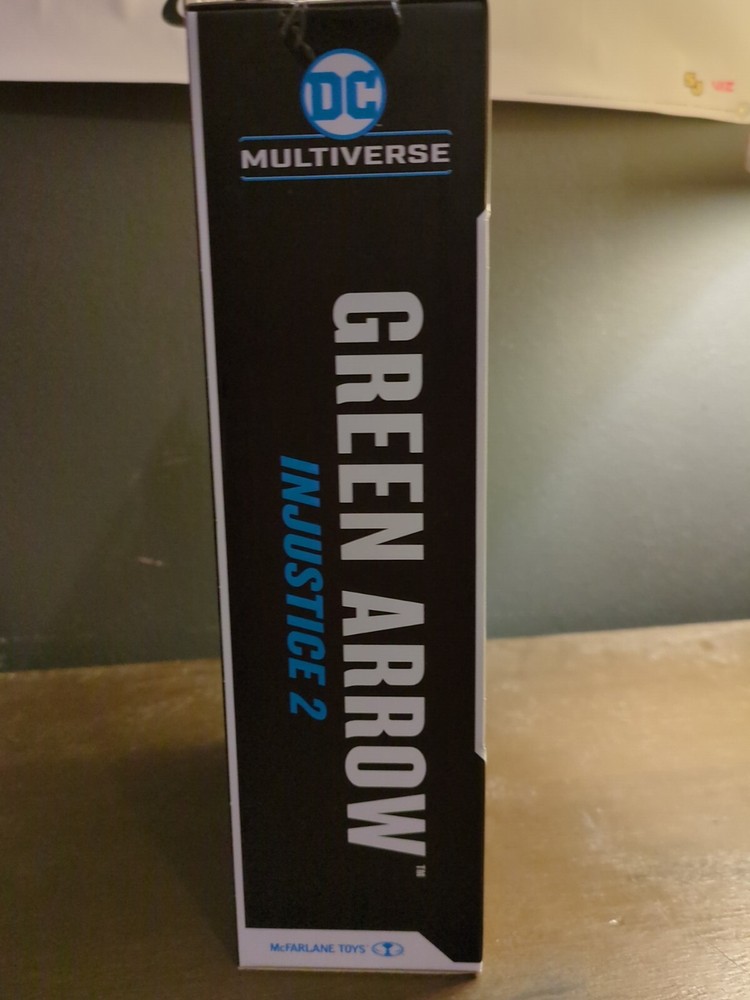 DC
MULTIVERSE
GREEN ARROW™
INJUSTICE 2
McFARLANE TOYS